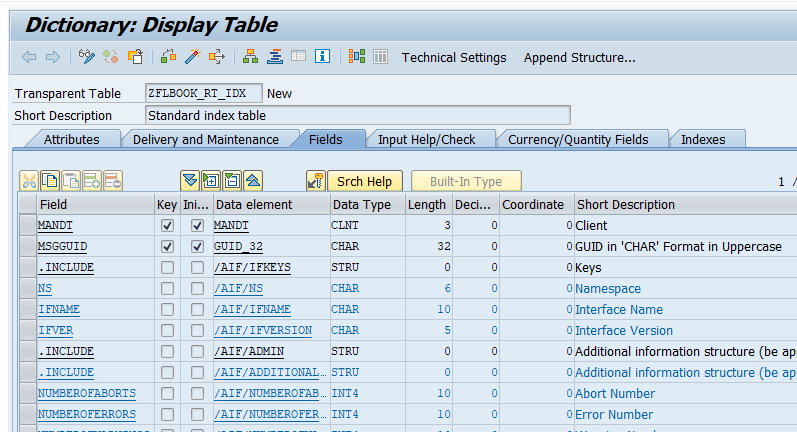 Dictionary: Display Table
Technical Settings Append Structure...
Transparent Table ZFLBOOK_RT_IDX New
Short Description Standard index table
Attributes Delivery and Maintenance Fields Input Help/Check Currency/Quantity Fields Indexes
Srch Help Built-In Type 1 /
Field Key Ini... Data element Data Type Length Deci... Coordinate Short Description
MANDT MANDT CLNT 3 0 0 Client
MSGGUID GUID_32 CHAR 32 0 0 GUID in 'CHAR' Format in Uppercase
.INCLUDE /AIF/IFKEYS STRU 0 0 0 Keys
NS /AIF/NS CHAR 6 0 0 Namespace
IFNAME /AIF/IFNAME CHAR 10 0 0 Interface Name
IFVER /AIF/IFVERSION CHAR 5 0 0 Interface Version
.INCLUDE /AIF/ADMIN STRU 0 0 0 Additional information structure (be ap
.INCLUDE /AIF/ADDITIONAL... STRU 0 0 0 Additional information structure (be ap
NUMBEROFABORTS /AIF/NUMBEROFAB... INT4 10 0 0 Abort Number
NUMBEROFERRORS /AIF/NUMBEROFER... INT4 10 0 0 Error Number